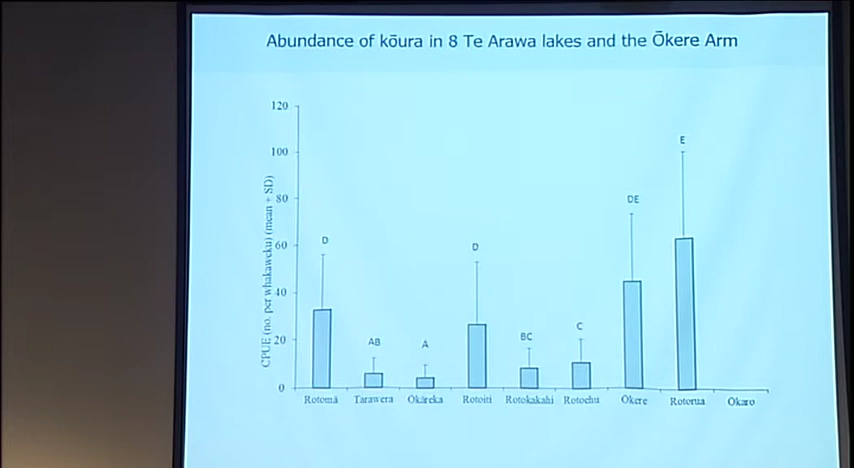 Abundance of kōura in 8 Te Arawa lakes and the Ōkere Arm
CPUE (no. per whakaweku) (mean + SD)
120
100
80
60
40
20
0
D
AB
A
D
BC
C
DE
E
Rotomā
Tarawera
Ōkāreka
Rotoiti
Rotokakahi
Rotoehu
Ōkere
Rotorua
Okaro